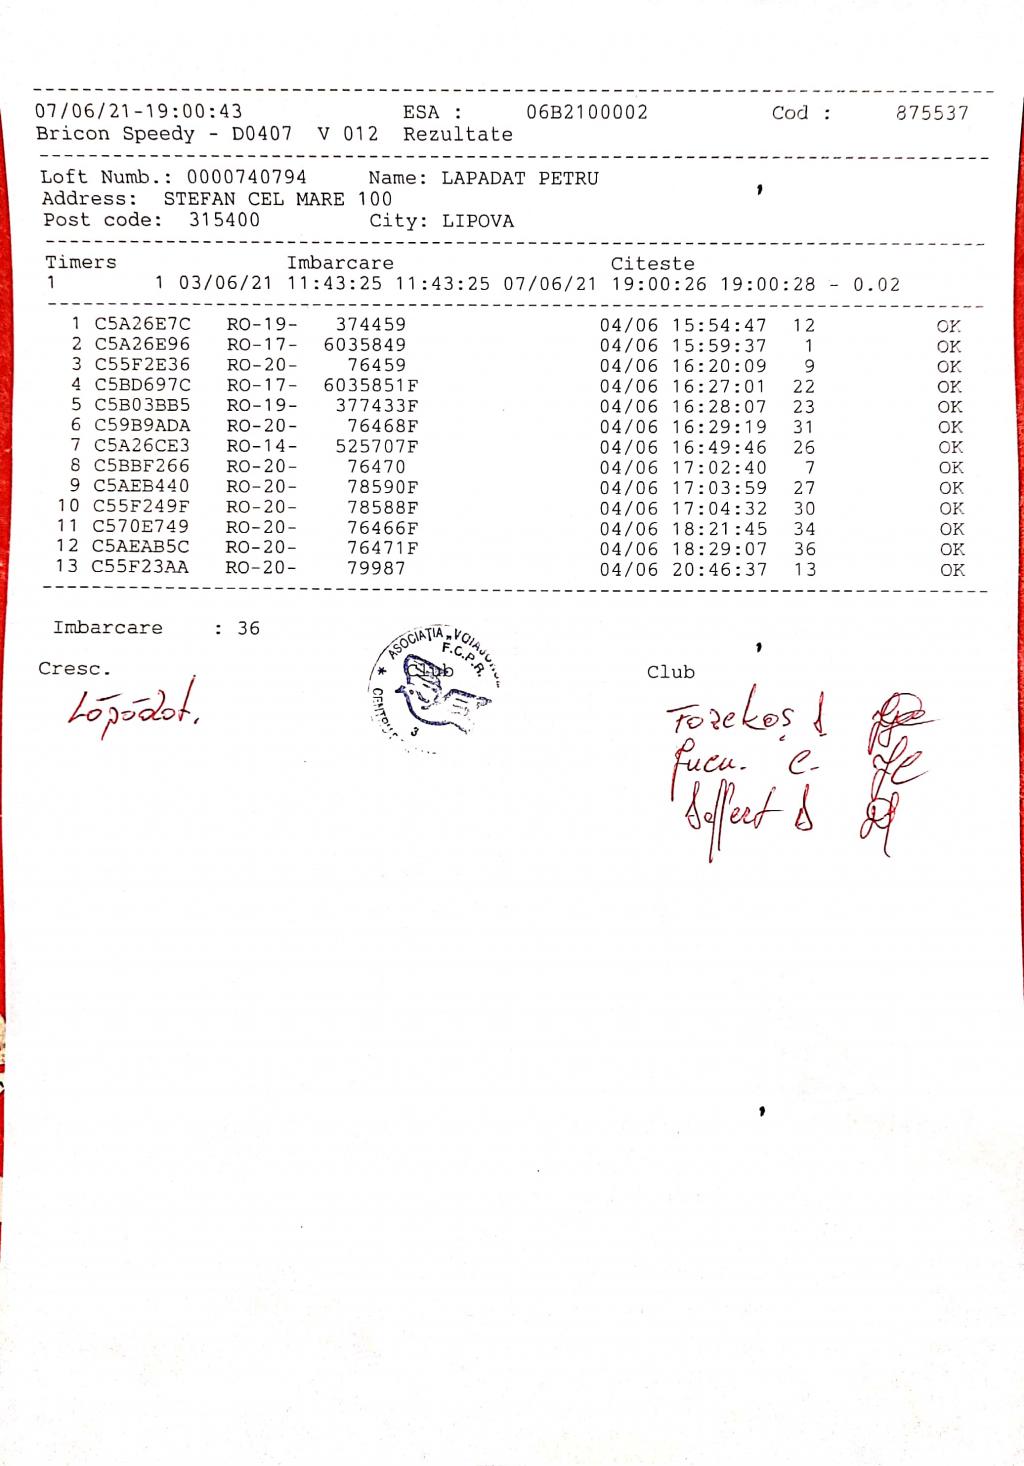 07/06/21-19:00:43 ESA : 06B2100002 Cod : 875537
Bricon Speedy - D0407 V 012 Rezultate
Loft Numb.: 0000740794 Name: LAPADAT PETRU
Address: STEFAN CEL MARE 100
Post code: 315400 City: LIPOVA
Timers Imbarcare Citeste
1 1 03/06/21 11:43:25 11:43:25 07/06/21 19:00:26 19:00:28 - 0.02
1 C5A26E7C RO-19- 374459 04/06 15:54:47 12 OK
2 C5A26E96 RO-17- 6035849 04/06 15:59:37 1 OK
3 C55F2E36 RO-20- 76459 04/06 16:20:09 9 OK
4 C5BD697C RO-17- 6035851F 04/06 16:27:01 22 OK
5 C5B03BB5 RO-19- 377433F 04/06 16:28:07 23 OK
6 C59B9ADA RO-20- 76468F 04/06 16:29:19 31 OK
7 C5A26CE3 RO-14- 525707F 04/06 16:49:46 26 OK
8 C5BBF266 RO-20- 76470 04/06 17:02:40 7 OK
9 C5AEB440 RO-20- 78590F 04/06 17:03:59 27 OK
10 C55F249F RO-20- 78588F 04/06 17:04:32 30 OK
11 C570E749 RO-20- 76466F 04/06 18:21:45 34 OK
12 C5AEAB5C RO-20- 76471F 04/06 18:29:07 36 OK
13 C55F23AA RO-20- 79987 04/06 20:46:37 13 OK
Imbarcare : 36
* ASOCIAȚIA
F.C.P.R.
Club
3
Cresc. Club
Lăpădat.